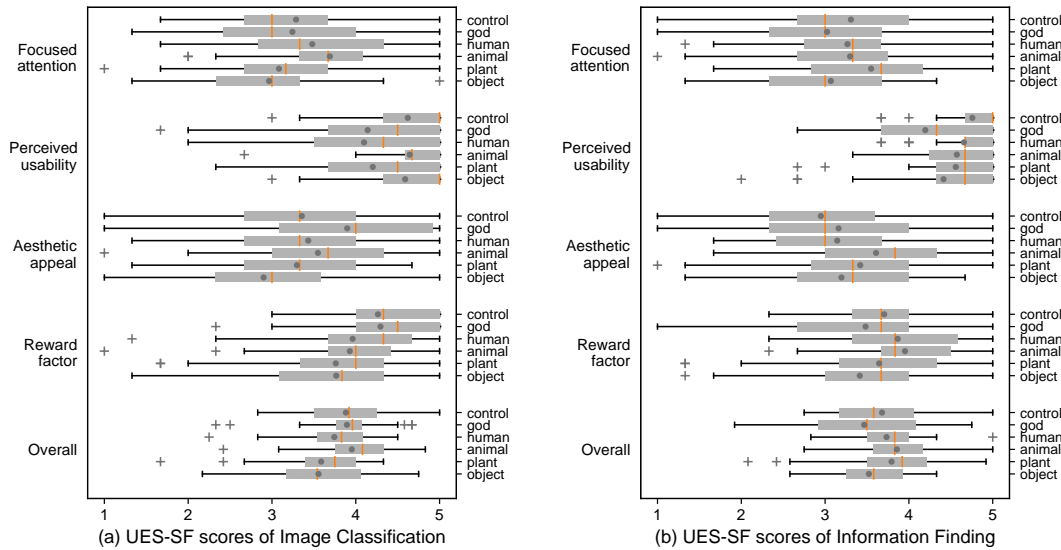 Focused
attention
control
god
human
animal
plant
object
Perceived
usability
control
god
human
animal
plant
object
Aesthetic
appeal
control
god
human
animal
plant
object
Reward
factor
control
god
human
animal
plant
object
Overall
control
god
human
animal
plant
object
1 2 3 4 5
(a) UES-SF scores of Image Classification
Focused
attention
control
god
human
animal
plant
object
Perceived
usability
control
god
human
animal
plant
object
Aesthetic
appeal
control
god
human
animal
plant
object
Reward
factor
control
god
human
animal
plant
object
Overall
control
god
human
animal
plant
object
1 2 3 4 5
(b) UES-SF scores of Information Finding